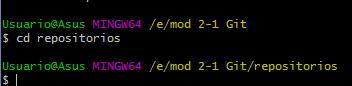 Usuario@Asus MINGW64 /e/mod 2-1 Git
$ cd repositorios
Usuario@Asus MINGW64 /e/mod 2-1 Git/repositorios
$